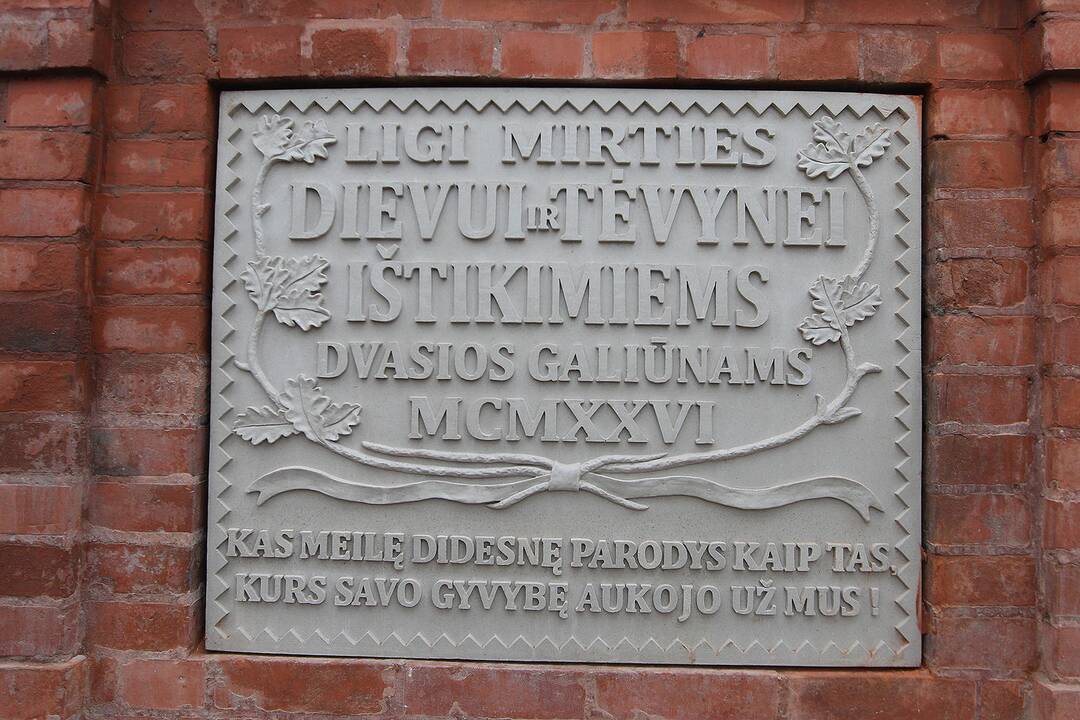 LIGI MIRTIES
DIEVUI IR TĖVYNEI
IŠTIKIMIEMS
DVASIOS GALIŪNAMS
MCMXXVI
KAS MEILĘ DIDESNĘ PARODYS KAIP TAS,
KURS SAVO GYVYBĘ AUKOJO UŽ MUS !